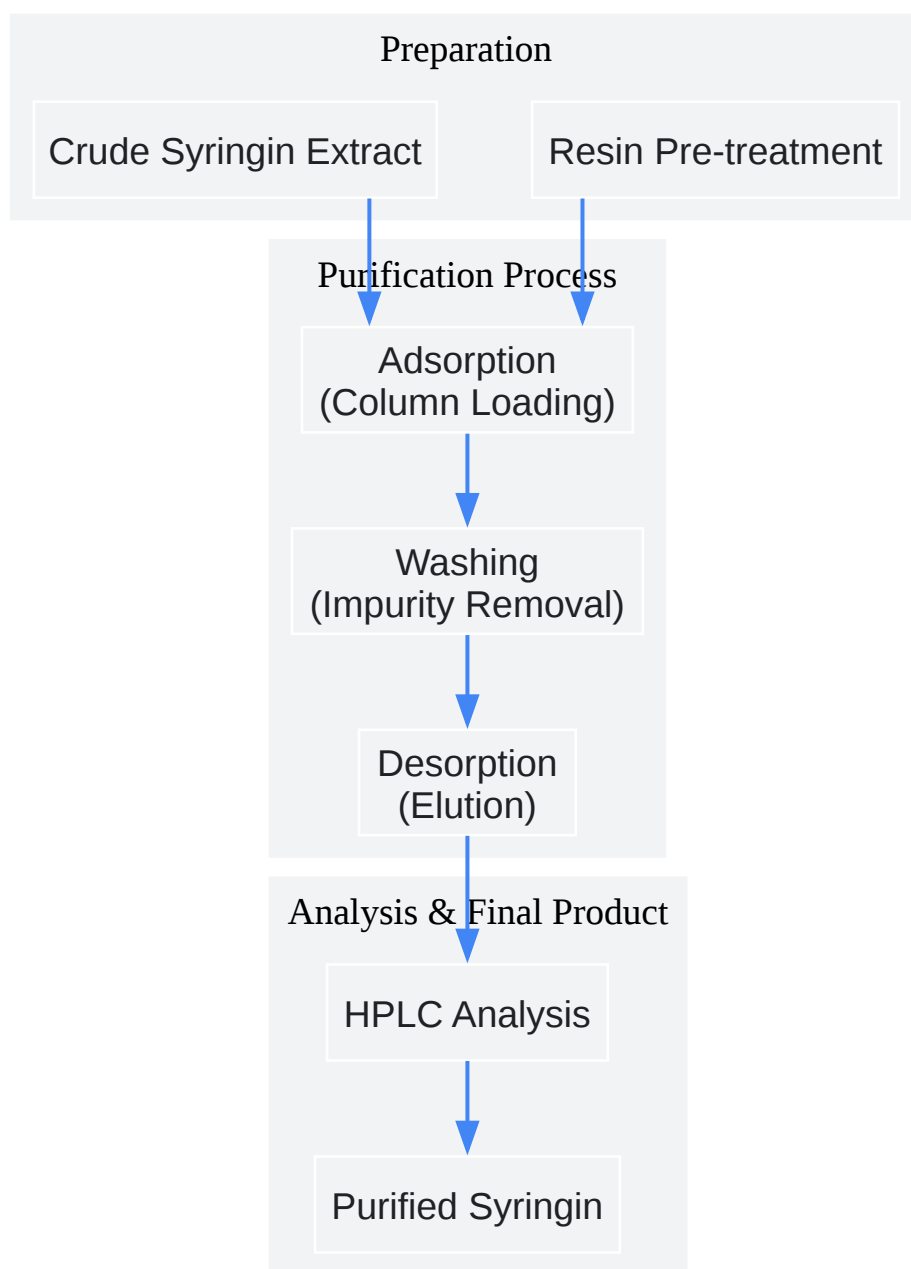 Preparation
Crude Syringin Extract
Resin Pre-treatment
Purification Process
Adsorption
(Column Loading)
Washing
(Impurity Removal)
Desorption
(Elution)
Analysis & Final Product
HPLC Analysis
Purified Syringin